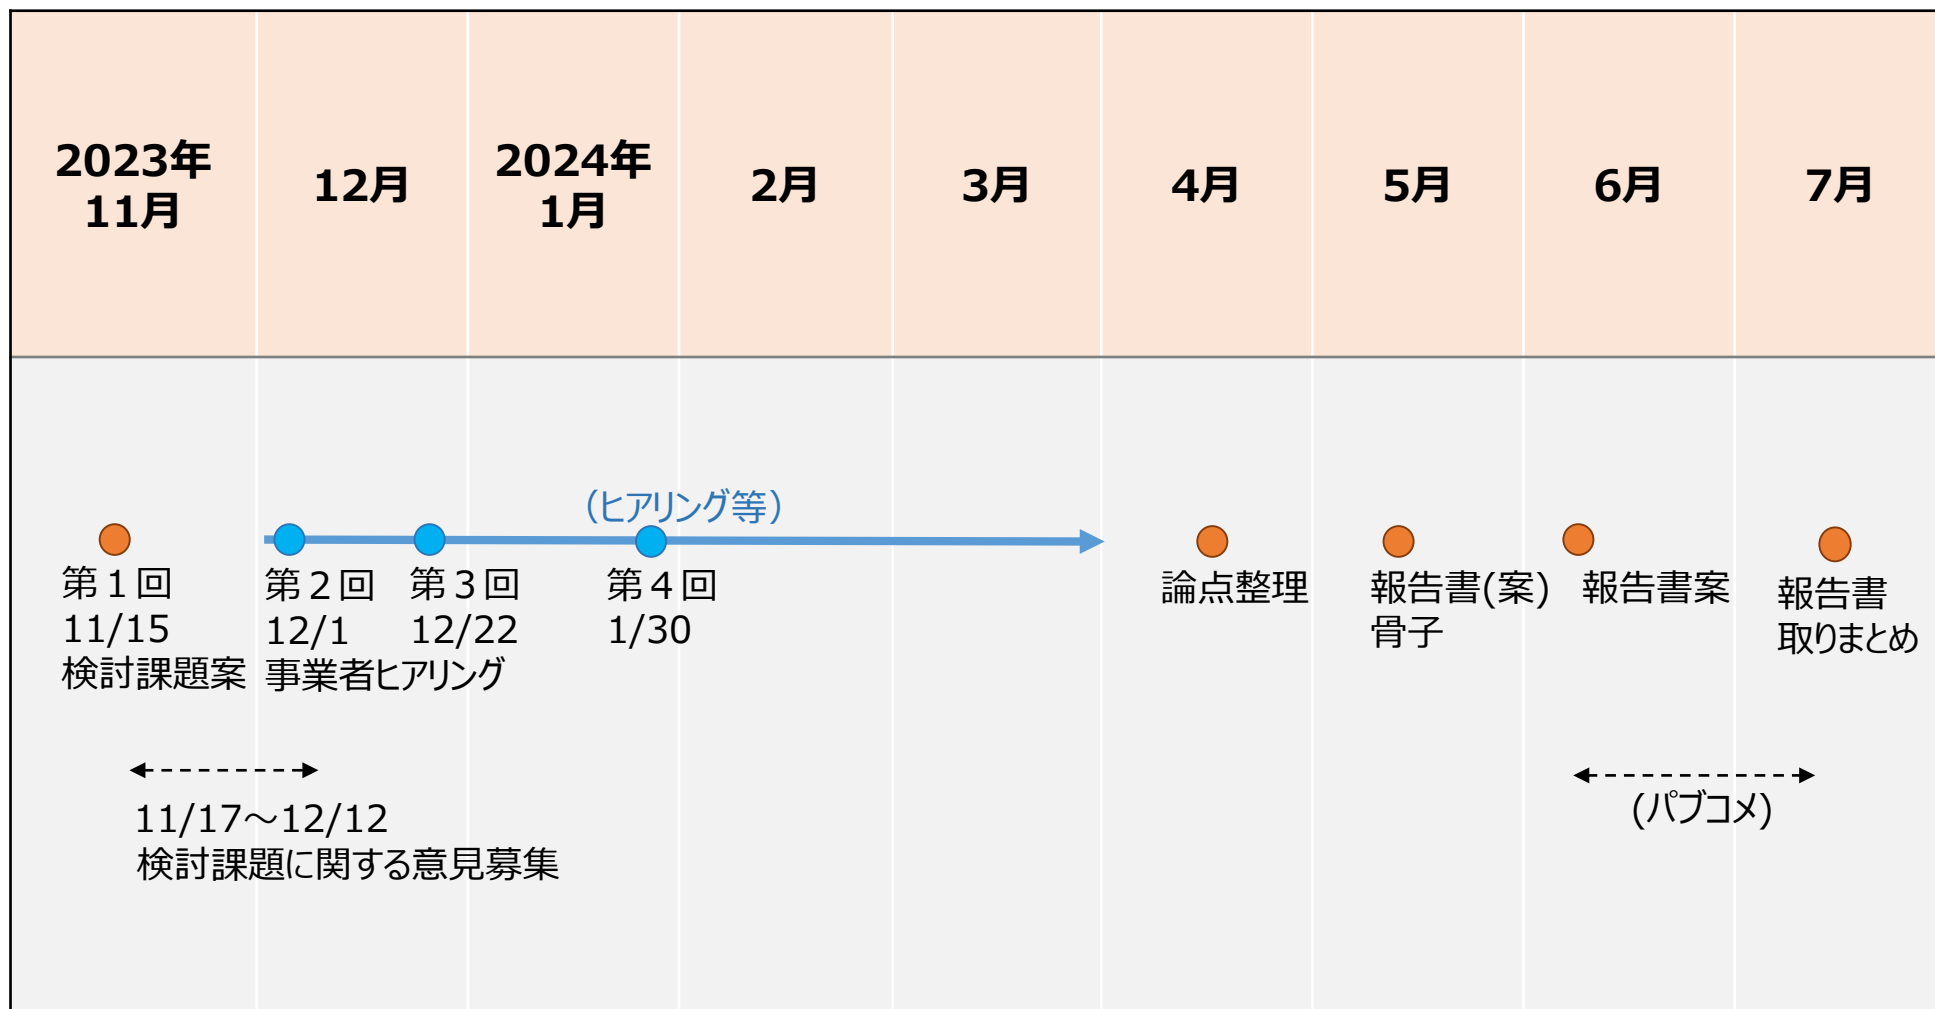 2023年
11月
12月
2024年
1月
2月
3月
4月
5月
6月
7月
(ヒアリング等)
第１回
11/15
検討課題案
第２回
12/1
事業者ヒアリング
第３回
12/22
第４回
1/30
論点整理
報告書(案)
骨子
報告書案
報告書
取りまとめ
11/17～12/12
検討課題に関する意見募集
(パブコメ)